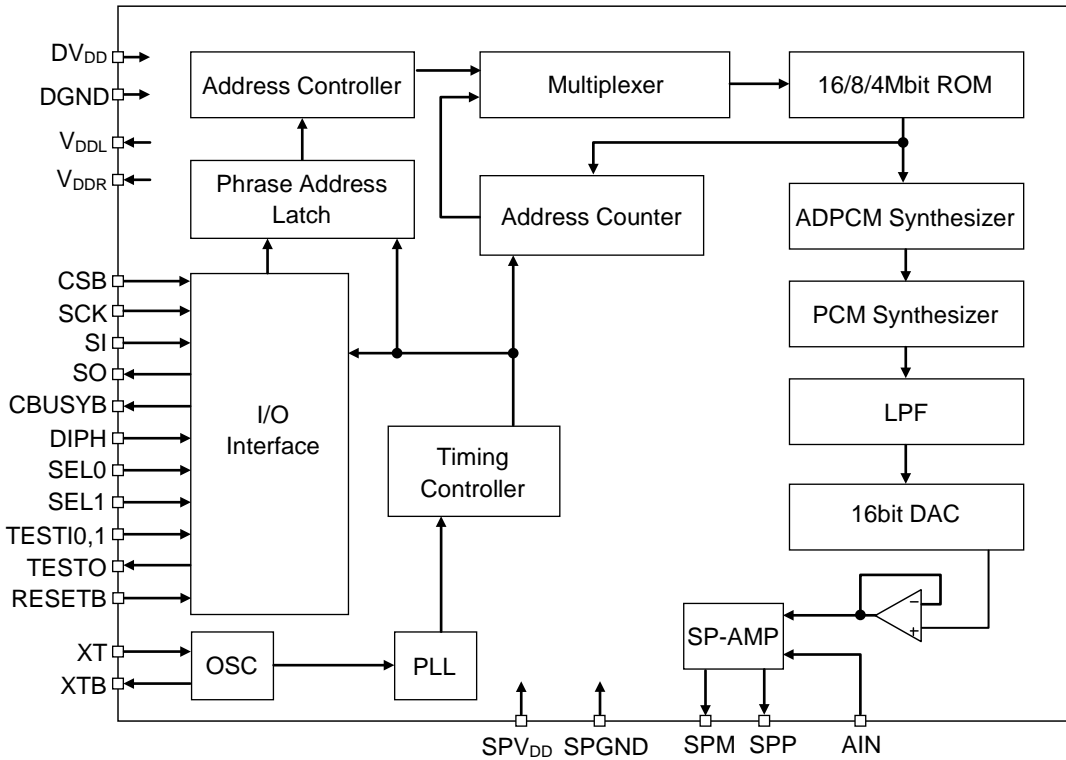 DVDD
DGND
VDDL
VDDR
CSB
SCK
SI
SO
CBUSYB
DIPH
SEL0
SEL1
TESTI0,1
TESTO
RESETB
XT
XTB
Address Controller
Multiplexer
16/8/4Mbit ROM
Phrase Address
Latch
Address Counter
ADPCM Synthesizer
PCM Synthesizer
I/O
Interface
LPF
Timing
Controller
16bit DAC
−
+
SP-AMP
OSC
PLL
SPVDD
SPGND
SPM
SPP
AIN